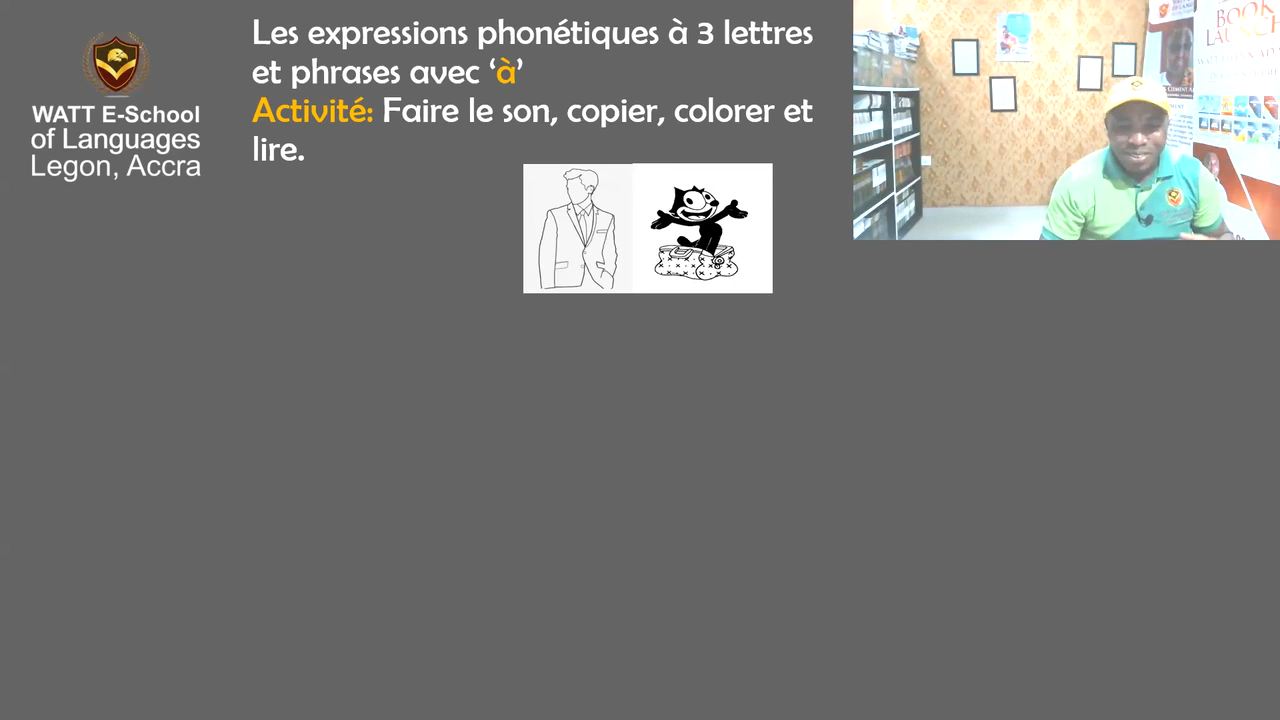 WATT E-School
of Languages
Legon, Accra
Les expressions phonétiques à 3 lettres
et phrases avec ‘à’
Activité: Faire le son, copier, colorer et
lire.
BOOK